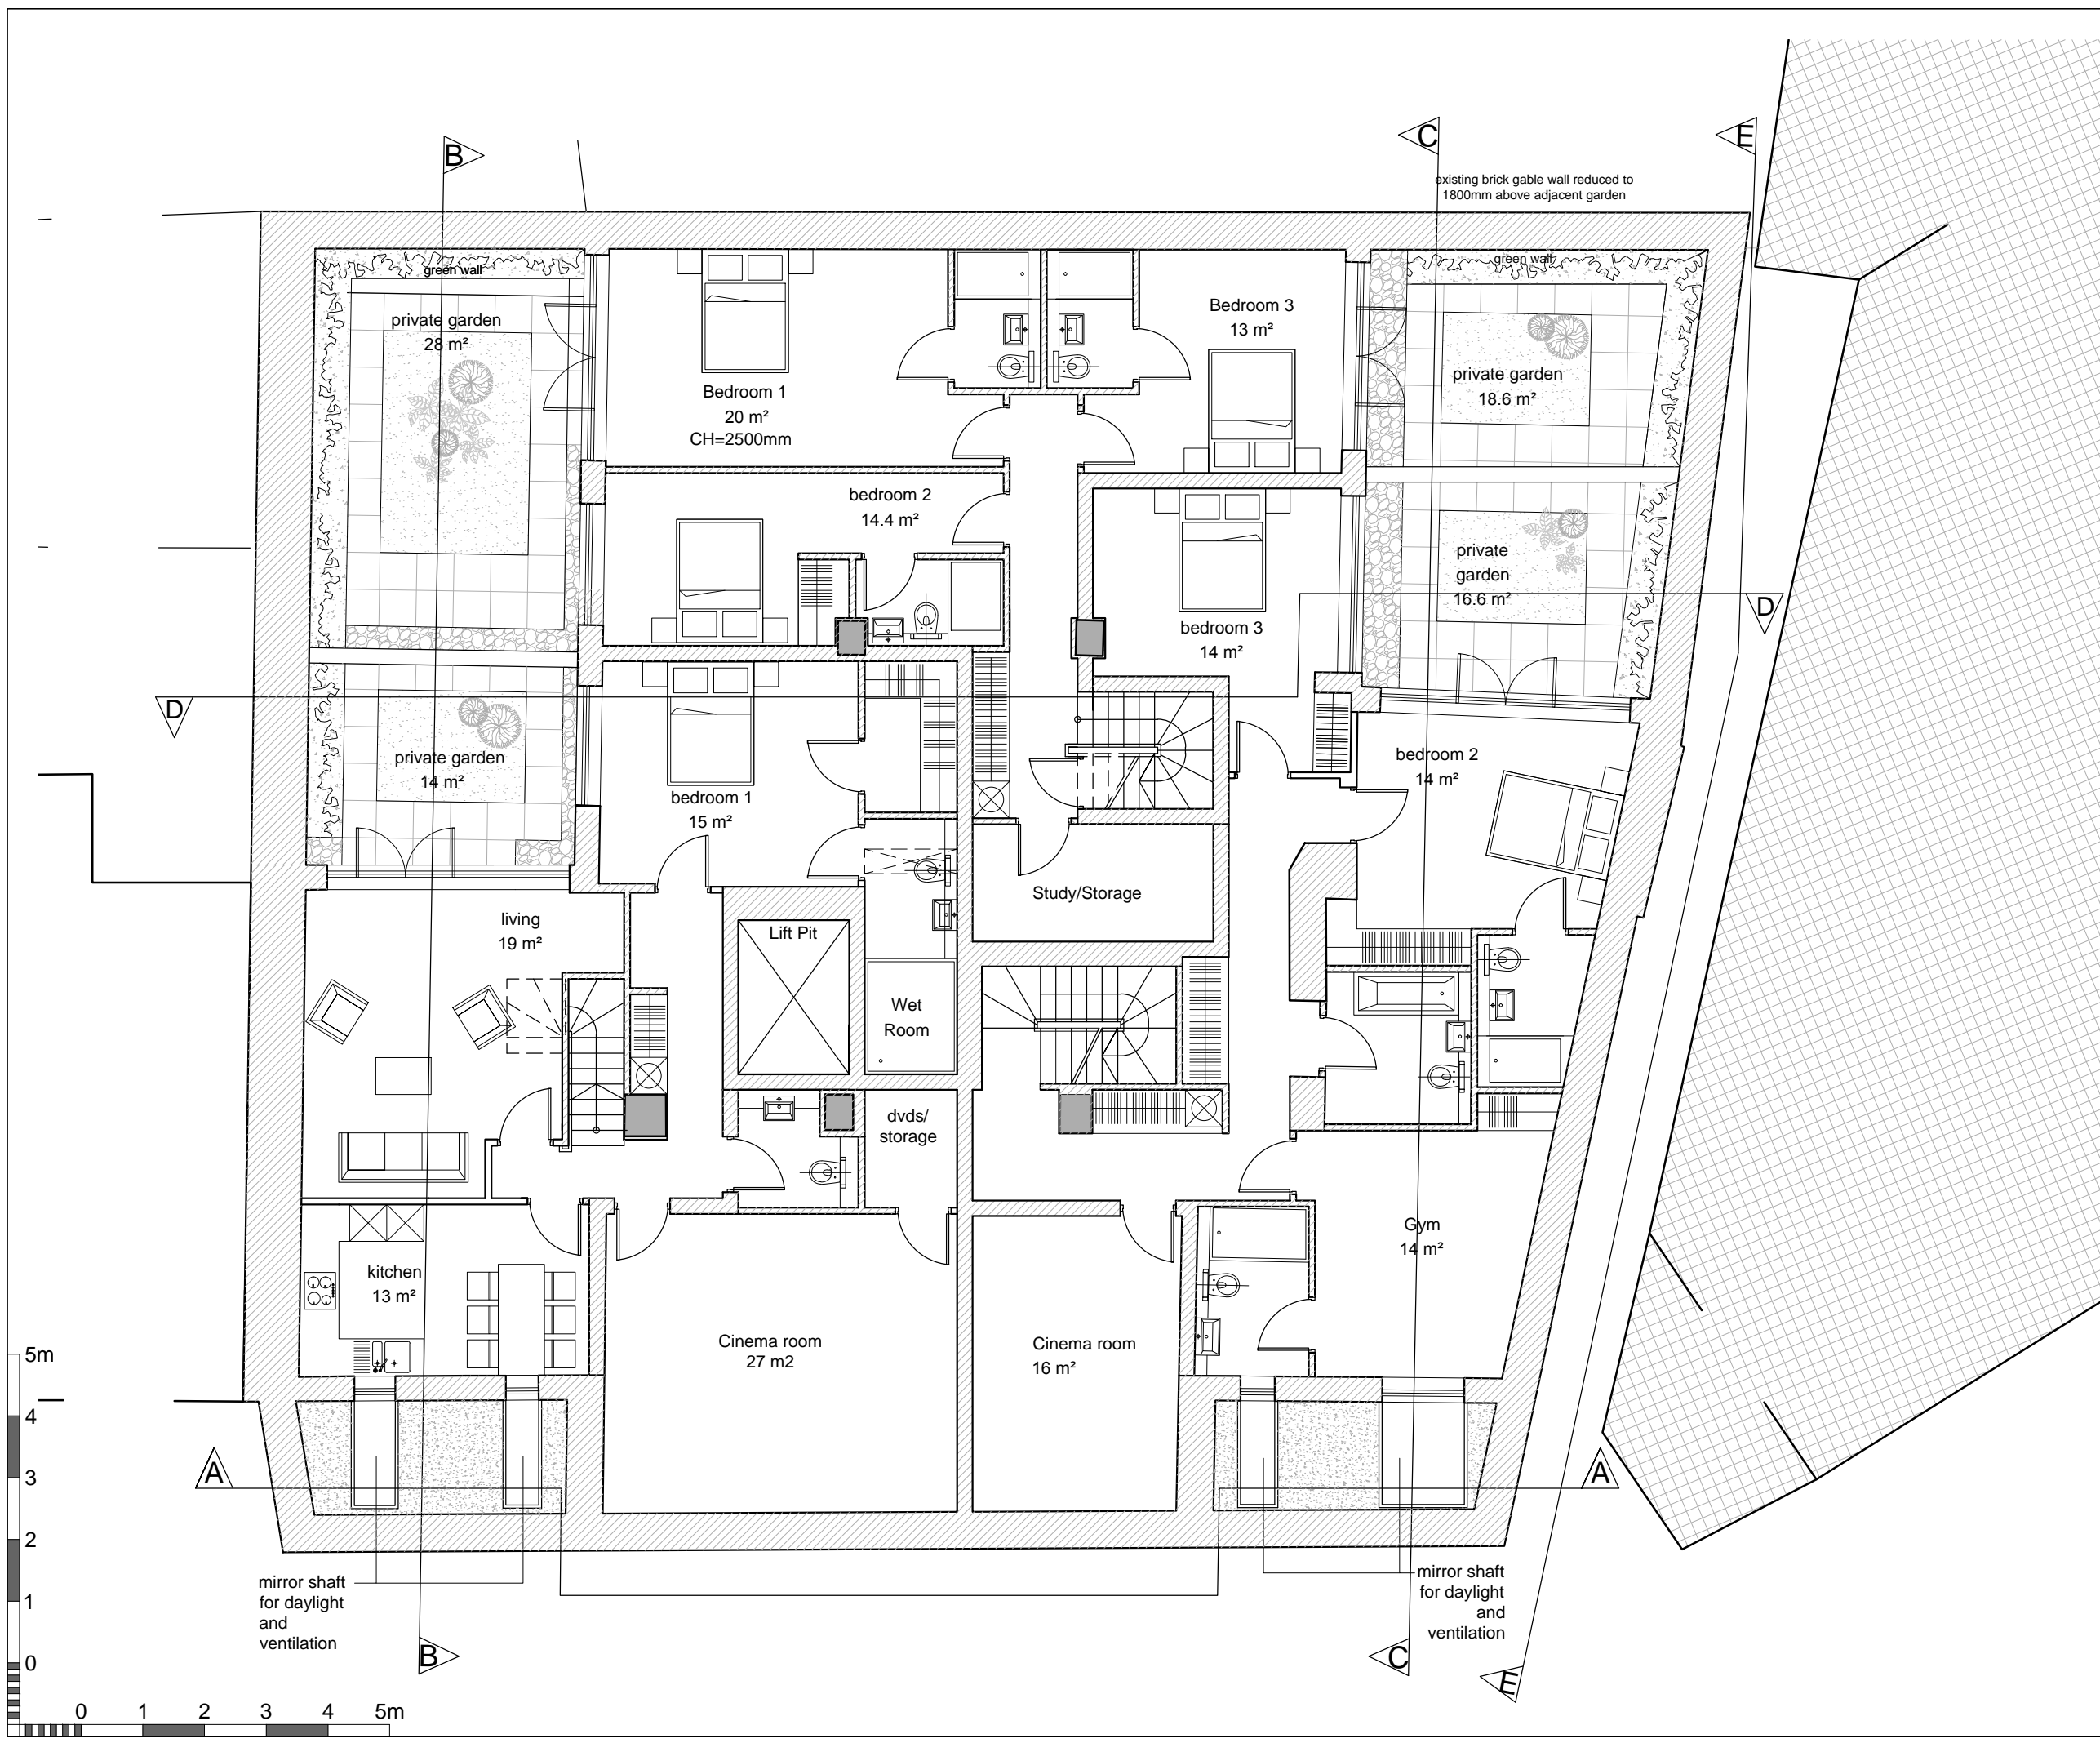 B
C
E
existing brick gable wall reduced to
1800mm above adjacent garden
green wall
green wall
private garden
28 m²
Bedroom 1
20 m²
CH=2500mm
Bedroom 3
13 m²
private garden
18.6 m²
bedroom 2
14.4 m²
private
garden
16.6 m²
bedroom 3
14 m²
D
D
private garden
14 m²
bedroom 1
15 m²
bedroom 2
14 m²
Study/Storage
living
19 m²
Lift Pit
Wet
Room
dvds/
storage
Gym
14 m²
kitchen
13 m²
Cinema room
27 m2
Cinema room
16 m²
A
A
mirror shaft
for daylight
and
ventilation
mirror shaft
for daylight
and
ventilation
B
C
E
5m
4
3
2
1
0
0 1 2 3 4 5m